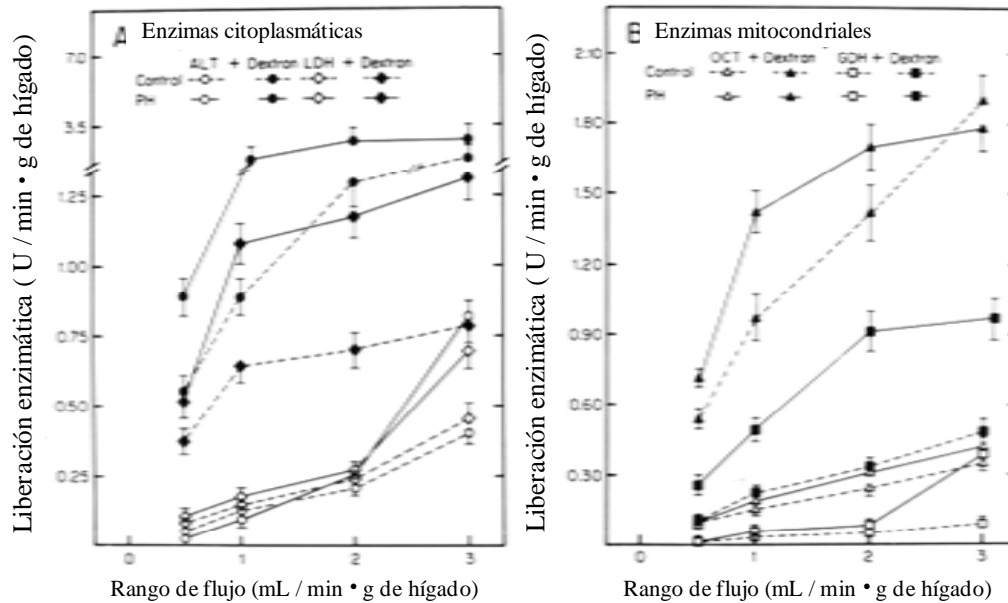 A Enzimas citoplasmáticas
ALT + Dextron LDH + Dextron
Control
PH
Liberación enzimática ( U / min • g de hígado)
7.0
3.5
1.25
1.00
0.75
0.50
0.25
0 1 2 3
Rango de flujo (mL / min • g de hígado)
B Enzimas mitocondriales
OCT + Dextron GDH + Dextron
Control
PH
Liberación enzimática ( U / min • g de hígado)
2.10
1.80
1.50
1.20
0.90
0.60
0.30
0 1 2 3
Rango de flujo (mL / min • g de hígado)